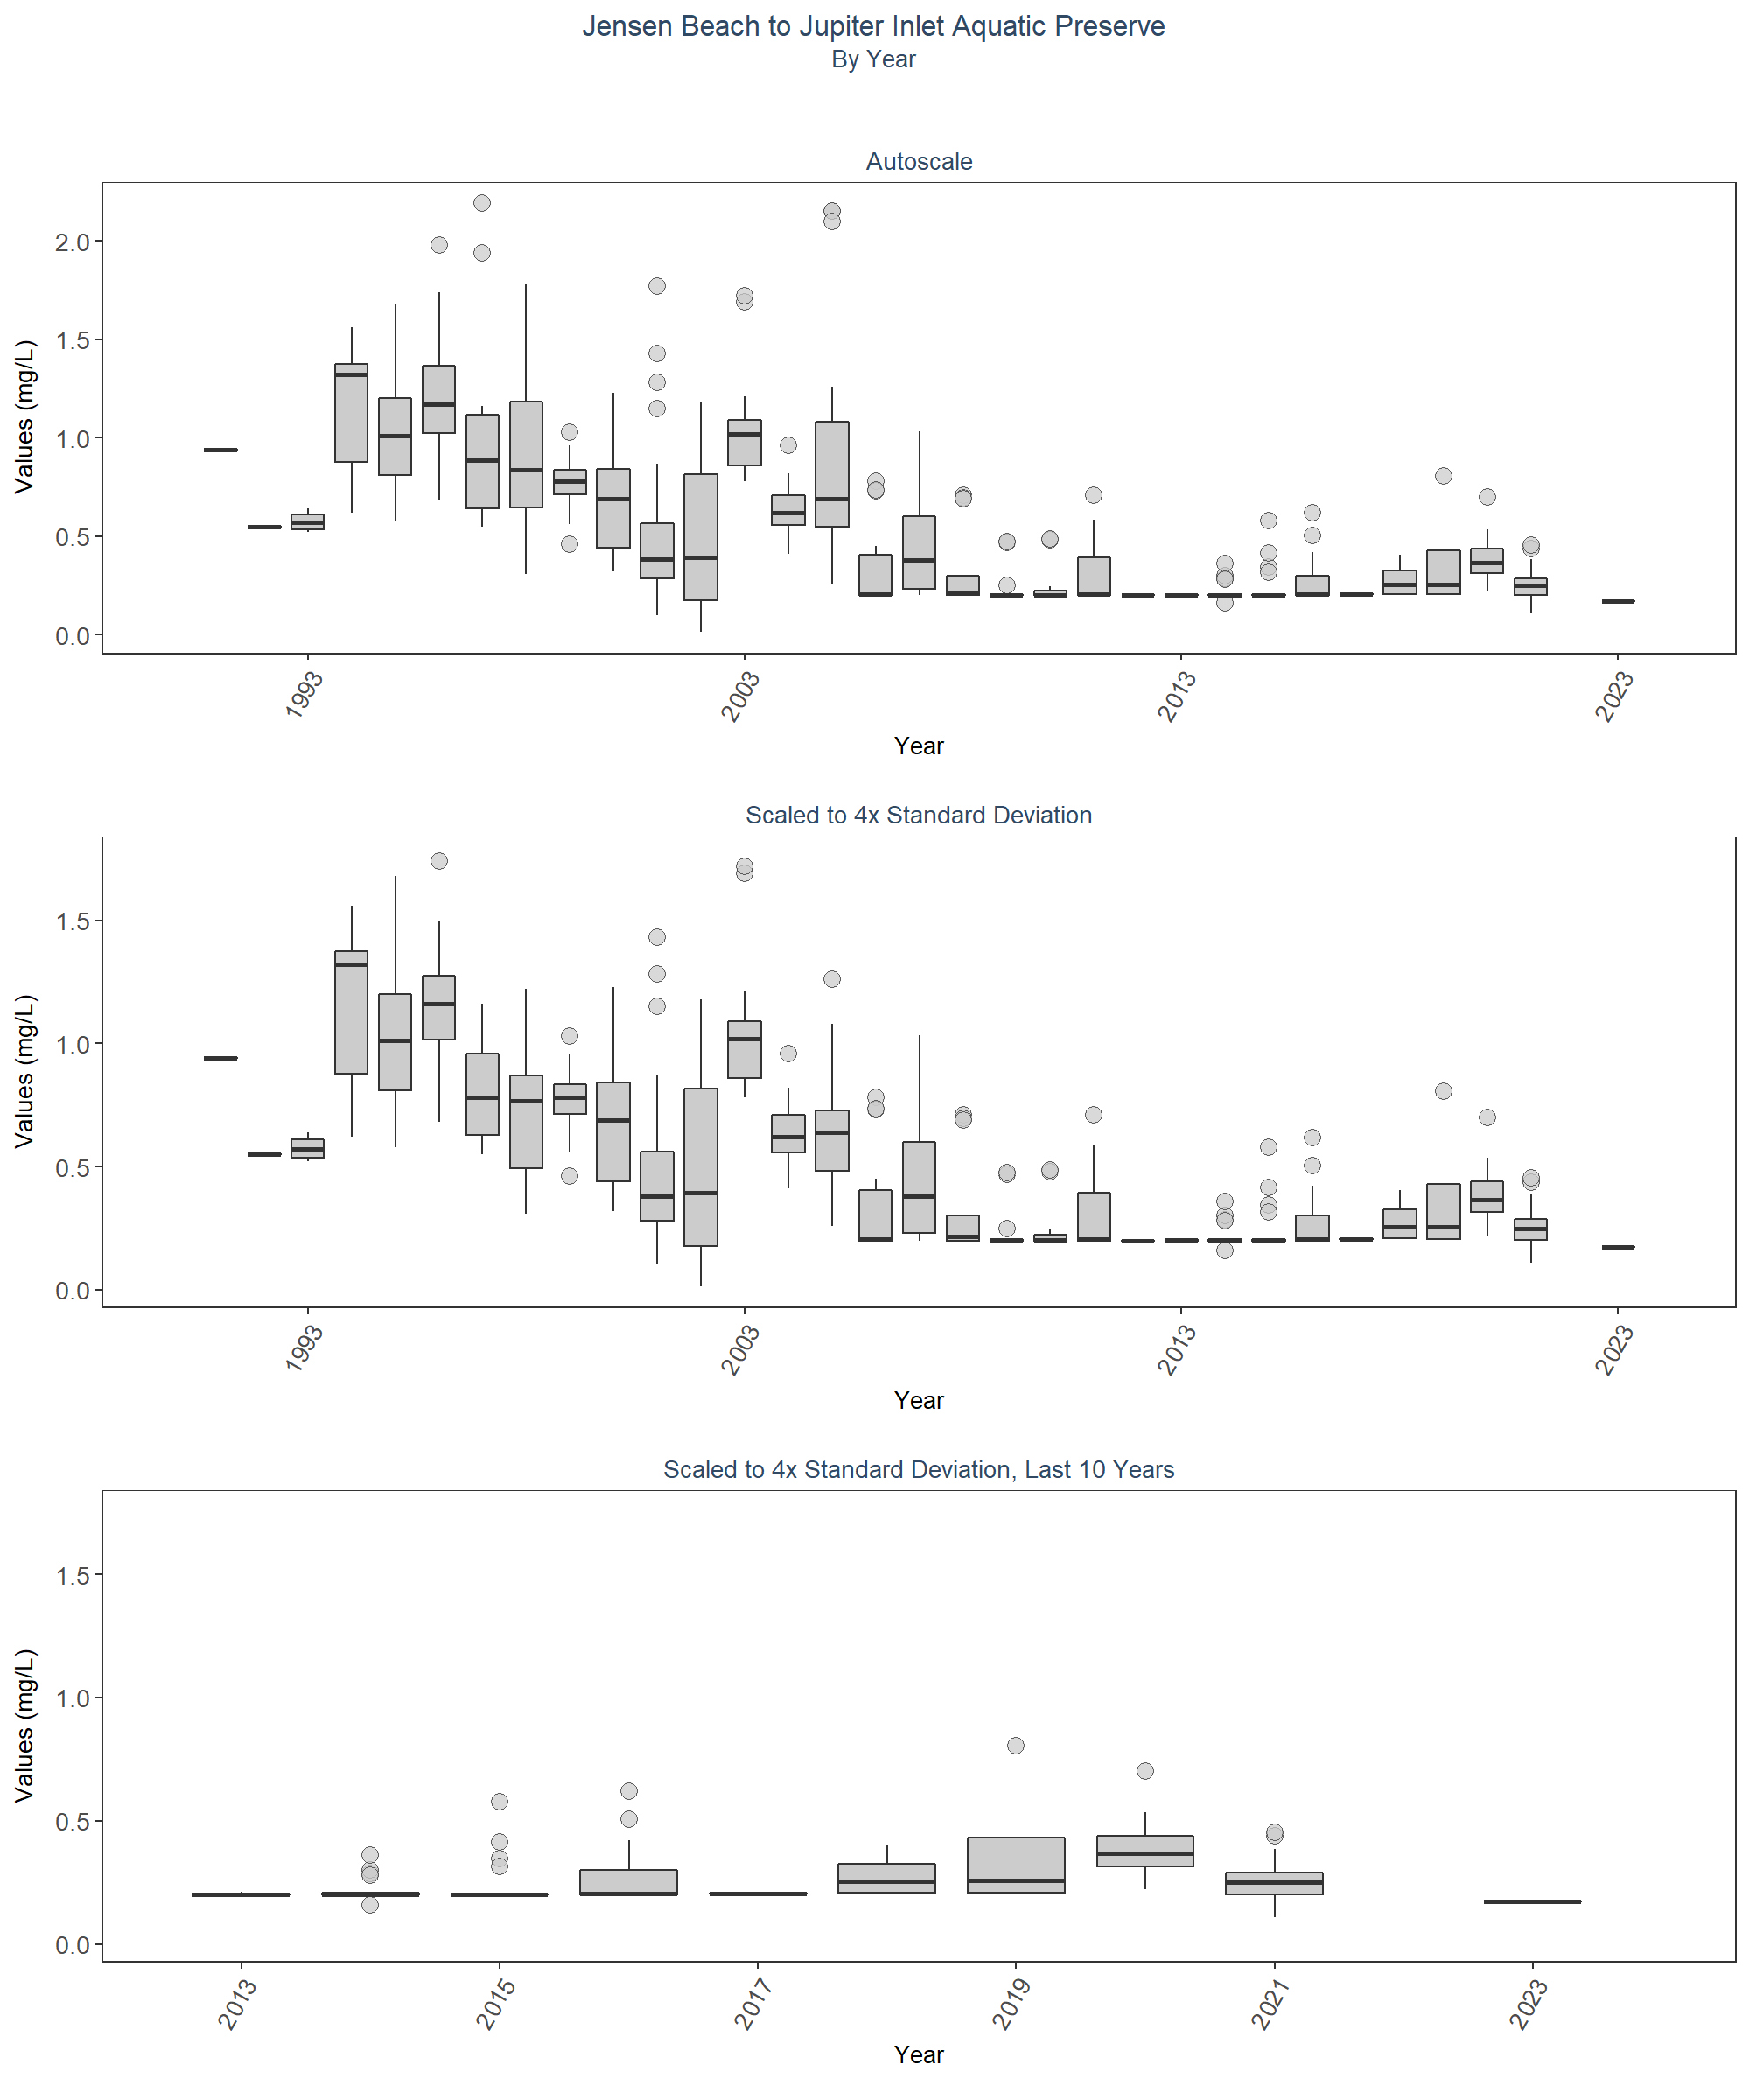 Jensen Beach to Jupiter Inlet Aquatic Preserve
By Year
Autoscale
Values (mg/L)
2.0
1.5
1.0
0.5
0.0
1993
2003
2013
2023
Year
Scaled to 4x Standard Deviation
Values (mg/L)
1.5
1.0
0.5
0.0
1993
2003
2013
2023
Year
Scaled to 4x Standard Deviation, Last 10 Years
Values (mg/L)
1.5
1.0
0.5
0.0
2013
2015
2017
2019
2021
2023
Year